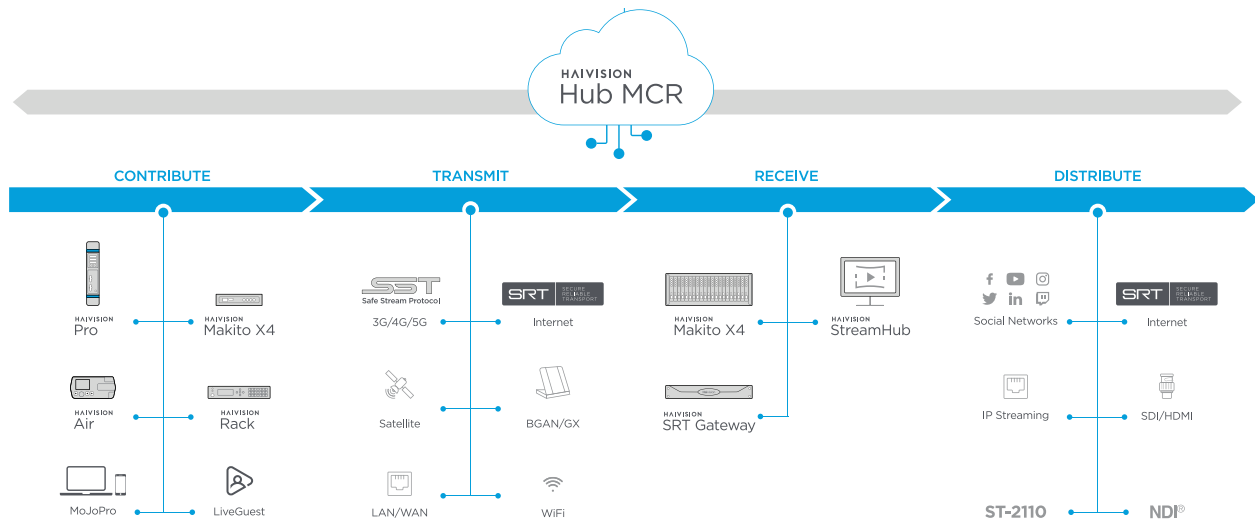 HAIVISION
Hub MCR
CONTRIBUTE
TRANSMIT
RECEIVE
DISTRIBUTE
HAIVISION
Pro
HAIVISION
Makito X4
HAIVISION
Air
HAIVISION
Rack
MoJoPro
LiveGuest
SST
Safe Stream Protocol
3G/4G/5G
SRT
SECURE
RELIABLE
TRANSPORT
Internet
Satellite
BGAN/GX
LAN/WAN
WiFi
HAIVISION
Makito X4
HAIVISION
StreamHub
HAIVISION
SRT Gateway
Social Networks
SRT
SECURE
RELIABLE
TRANSPORT
Internet
IP Streaming
SDI/HDMI
ST-2110
NDI®